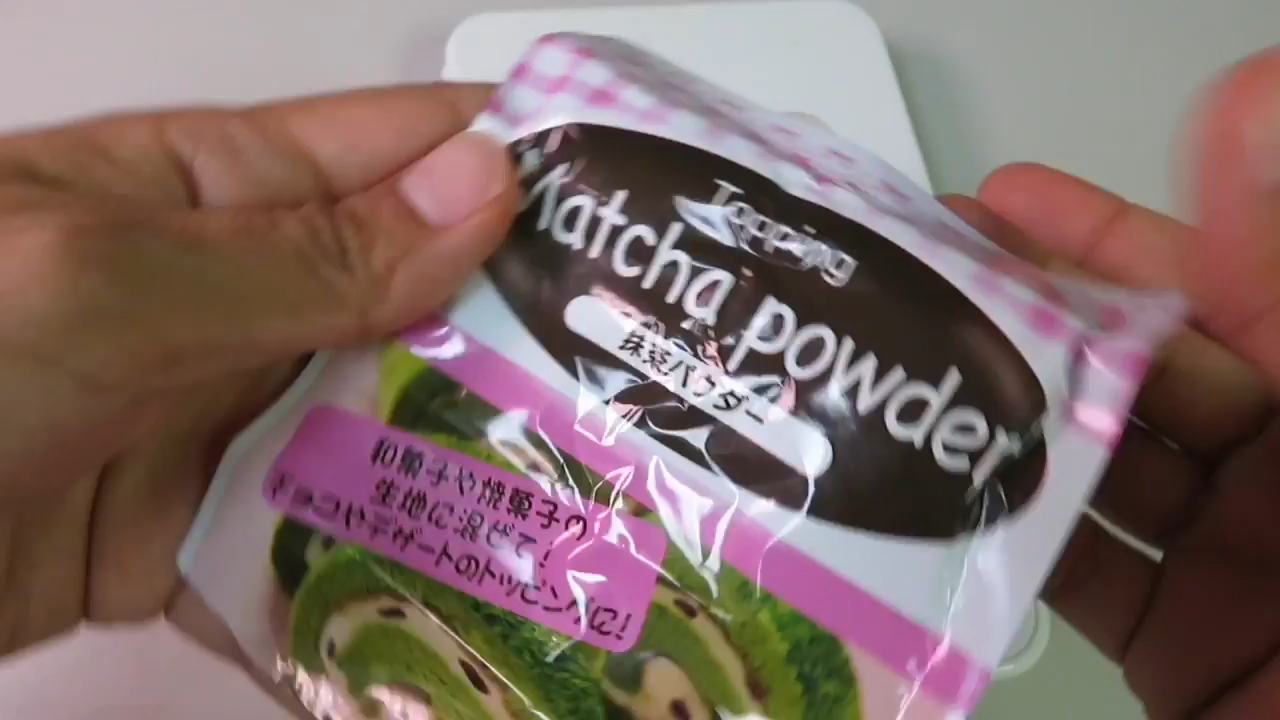 Topping
Matcha powder
抹茶パウダー
和菓子や焼菓子の
生地に混ぜて!
チョコやデザートのトッピングに!